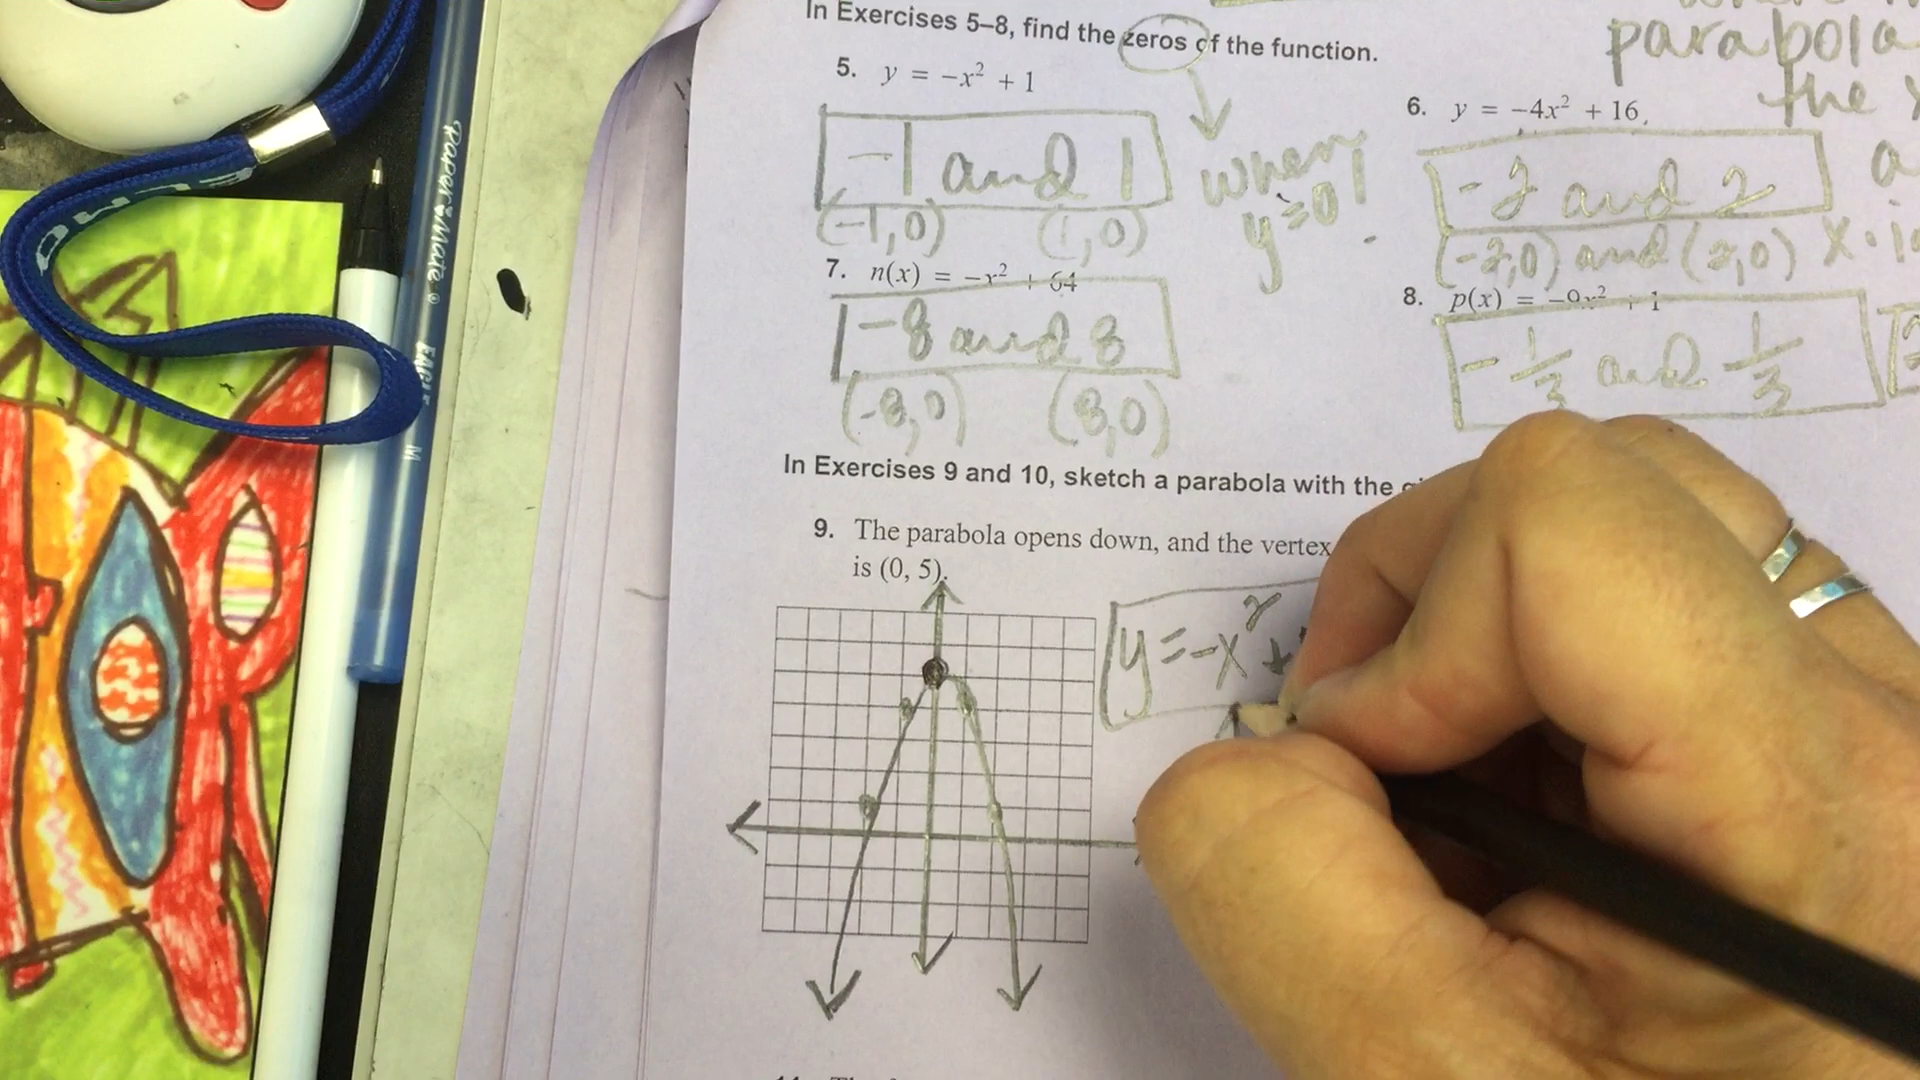 In Exercises 5–8, find the zeros of the function.
parabola
the
5. y = −x² + 1
6. y = −4x² + 16
-1 and 1
when
y=0!
-2 and 2
(-1,0) (1,0)
(-2,0) and (2,0)
7. n(x) = −x² + 64
8. p(x) = −9x² + 1
-8 and 8
-1/3 and 1/3
(-8,0) (8,0)
In Exercises 9 and 10, sketch a parabola with the
9. The parabola opens down, and the vertex
is (0, 5).
y=-x²+
PaperMate
M